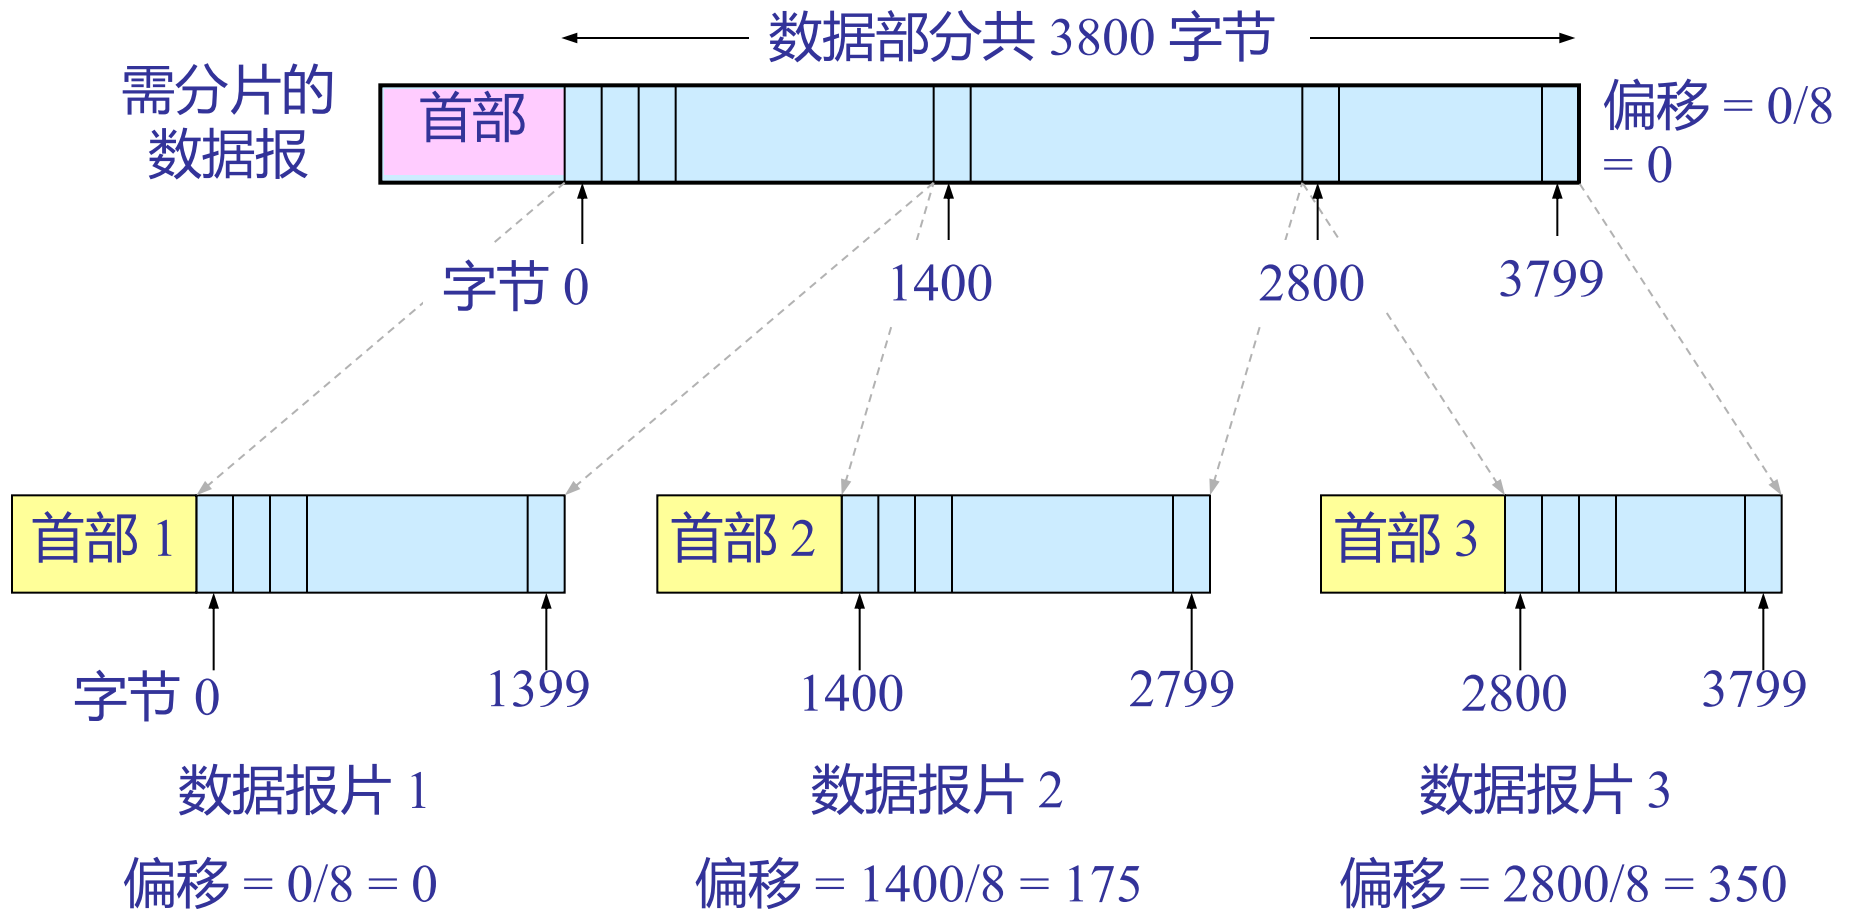 数据部分共 3800 字节
需分片的
数据报
首部
偏移 = 0/8
= 0
字节 0
1400
2800
3799
首部 1
首部 2
首部 3
字节 0
1399
1400
2799
2800
3799
数据报片 1
数据报片 2
数据报片 3
偏移 = 0/8 = 0
偏移 = 1400/8 = 175
偏移 = 2800/8 = 350